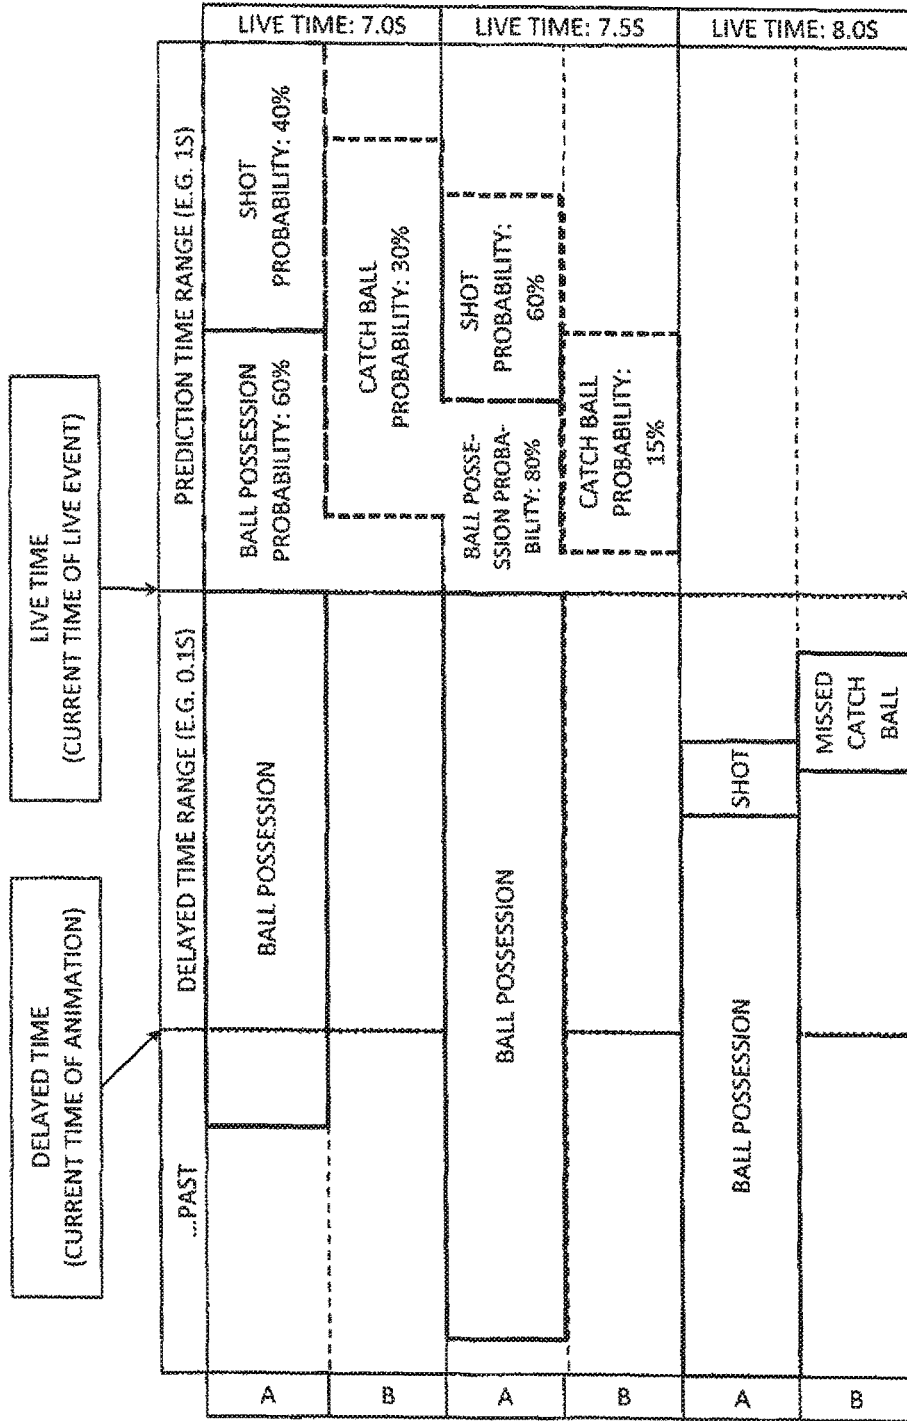 DELAYED TIME
(CURRENT TIME OF ANIMATION)
LIVE TIME
(CURRENT TIME OF LIVE EVENT)
...PAST
DELAYED TIME RANGE (E.G. 0.1S)
PREDICTION TIME RANGE (E.G. 1S)
A
BALL POSSESSION
BALL POSSESSION
PROBABILITY: 60%
SHOT
PROBABILITY: 40%
LIVE TIME: 7.0S
B
CATCH BALL
PROBABILITY: 30%
A
BALL POSSESSION
BALL POSSE-
SSION PROBA-
BILITY: 80%
SHOT
PROBABILITY:
60%
LIVE TIME: 7.5S
B
CATCH BALL
PROBABILITY:
15%
A
BALL POSSESSION
SHOT
LIVE TIME: 8.0S
B
MISSED
CATCH
BALL